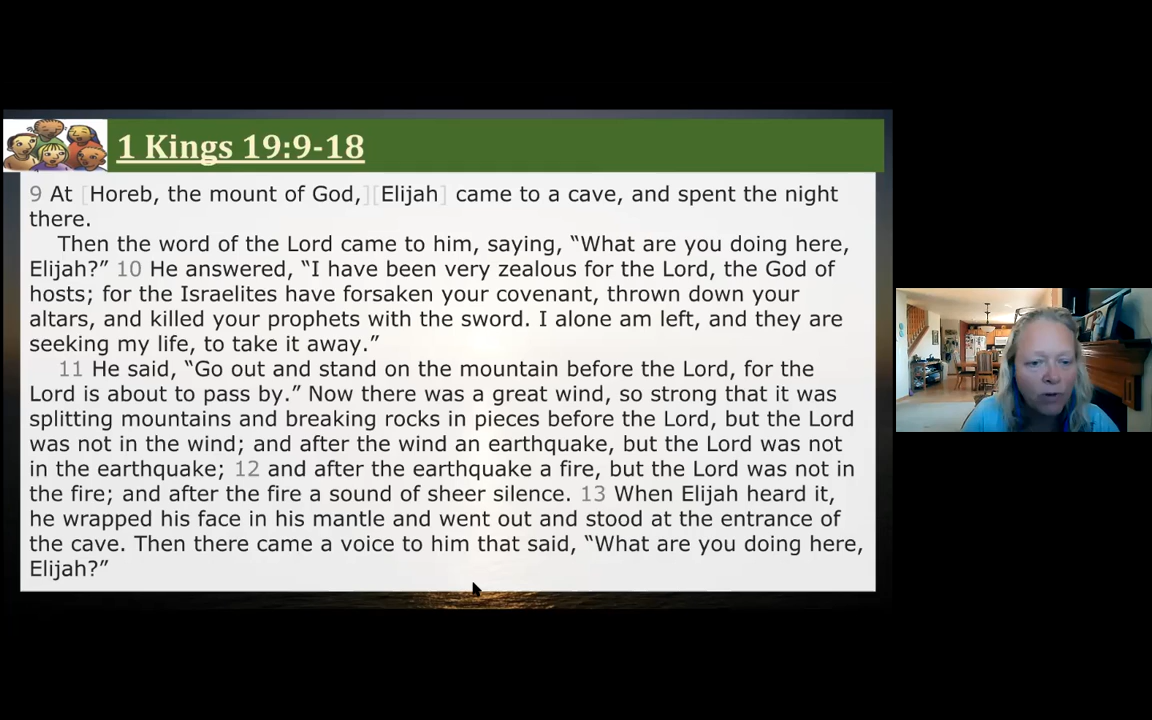 1 Kings 19:9-18
9 At [Horeb, the mount of God,][Elijah] came to a cave, and spent the night
there.
Then the word of the Lord came to him, saying, “What are you doing here,
Elijah?” 10 He answered, “I have been very zealous for the Lord, the God of
hosts; for the Israelites have forsaken your covenant, thrown down your
altars, and killed your prophets with the sword. I alone am left, and they are
seeking my life, to take it away.”
11 He said, “Go out and stand on the mountain before the Lord, for the
Lord is about to pass by.” Now there was a great wind, so strong that it was
splitting mountains and breaking rocks in pieces before the Lord, but the Lord
was not in the wind; and after the wind an earthquake, but the Lord was not
in the earthquake; 12 and after the earthquake a fire, but the Lord was not in
the fire; and after the fire a sound of sheer silence. 13 When Elijah heard it,
he wrapped his face in his mantle and went out and stood at the entrance of
the cave. Then there came a voice to him that said, “What are you doing here,
Elijah?”